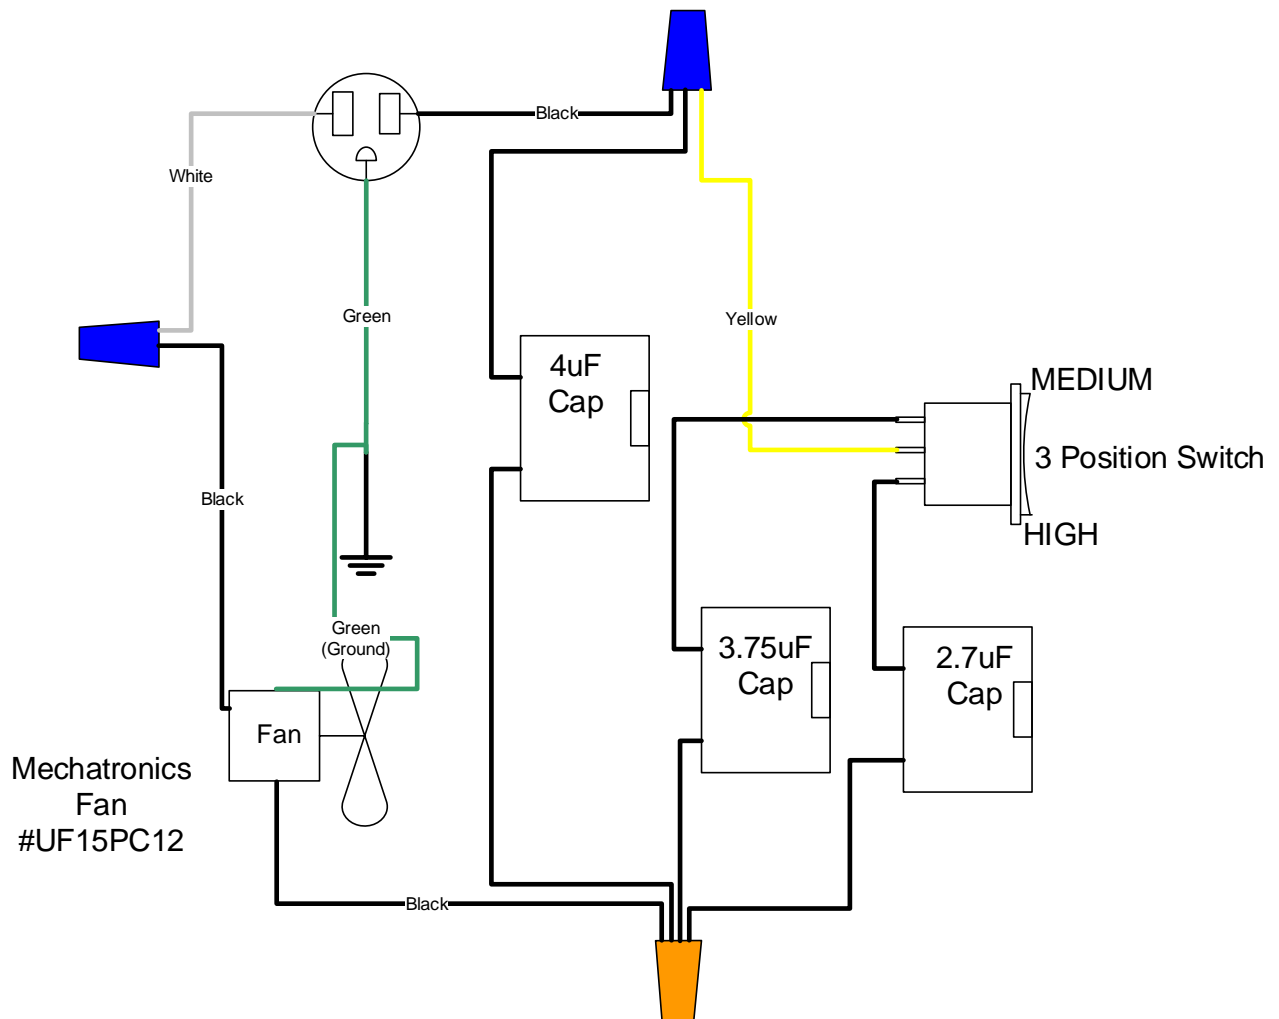 Black
White
Green
Yellow
4uF
Cap
MEDIUM
3 Position Switch
HIGH
Black
Green
(Ground)
3.75uF
Cap
2.7uF
Cap
Fan
Mechatronics
Fan
#UF15PC12
Black